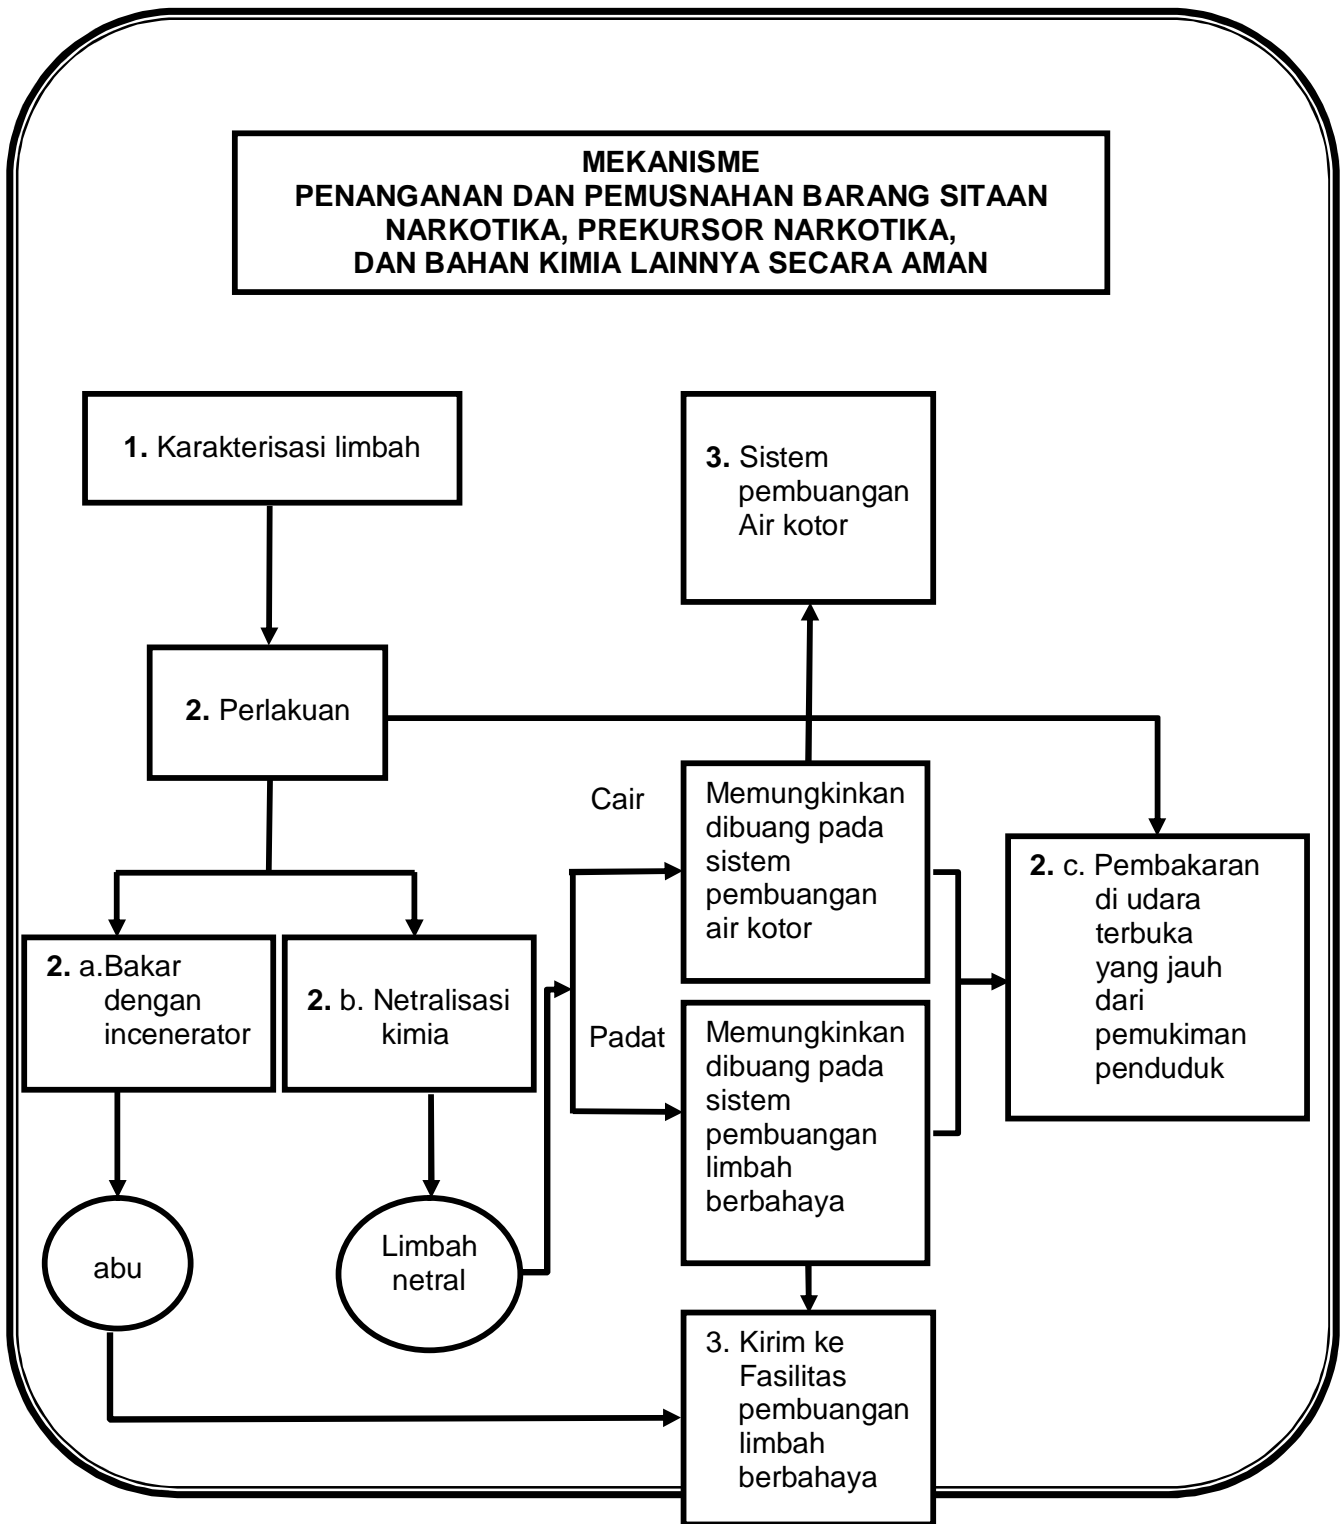 MEKANISME
PENANGANAN DAN PEMUSNAHAN BARANG SITAAN
NARKOTIKA, PREKURSOR NARKOTIKA,
DAN BAHAN KIMIA LAINNYA SECARA AMAN
1. Karakterisasi limbah
3. Sistem
pembuangan
Air kotor
2. Perlakuan
Cair
Memungkinkan
dibuang pada
sistem
pembuangan
air kotor
2. c. Pembakaran
di udara
terbuka
yang jauh
dari
pemukiman
penduduk
2. a.Bakar
dengan
incenerator
2. b. Netralisasi
kimia
Padat
Memungkinkan
dibuang pada
sistem
pembuangan
limbah
berbahaya
abu
Limbah
netral
3. Kirim ke
Fasilitas
pembuangan
limbah
berbahaya